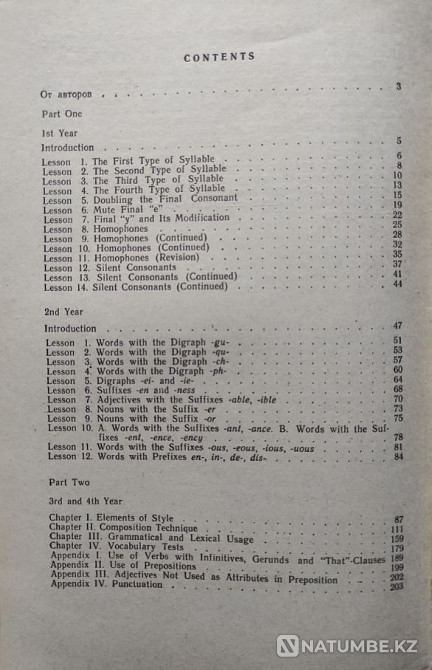 CONTENTS
От авторов . . . 3
Part One
1st Year
Introduction . . . 5
Lesson 1. The First Type of Syllable . . . 6
Lesson 2. The Second Type of Syllable . . . 8
Lesson 3. The Third Type of Syllable . . . 10
Lesson 4. The Fourth Type of Syllable . . . 13
Lesson 5. Doubling the Final Consonant . . . 15
Lesson 6. Mute Final "e" . . . 19
Lesson 7. Final "y" and Its Modification . . . 22
Lesson 8. Homophones . . . 25
Lesson 9. Homophones (Continued) . . . 28
Lesson 10. Homophones (Continued) . . . 32
Lesson 11. Homophones (Revision) . . . 35
Lesson 12. Silent Consonants . . . 37
Lesson 13. Silent Consonants (Continued) . . . 41
Lesson 14. Silent Consonants (Continued) . . . 44
2nd Year
Introduction . . . 47
Lesson 1. Words with the Digraph -gu- . . . 51
Lesson 2. Words with the Digraph -qu- . . . 53
Lesson 3. Words with the Digraph -ch- . . . 57
Lesson 4. Words with the Digraph -ph- . . . 60
Lesson 5. Digraphs -ei- and -ie- . . . 64
Lesson 6. Suffixes -en and -ness . . . 68
Lesson 7. Adjectives with the Suffixes -able, -ible . . . 70
Lesson 8. Nouns with the Suffix -er . . . 73
Lesson 9. Nouns with the Suffix -or . . . 75
Lesson 10. A. Words with the Suffixes -ant, -ance. B. Words with the Suf-
fixes -ent, -ence, -ency . . . 78
Lesson 11. Words with the Suffixes -ous, -eous, -ious, -uous . . . 81
Lesson 12. Words with Prefixes en-, in-, de-, dis- . . . 84
Part Two
3rd and 4th Year
Chapter I. Elements of Style . . . 87
Chapter II. Composition Technique . . . 111
Chapter III. Grammatical and Lexical Usage . . . 159
Chapter IV. Vocabulary Tests . . . 179
Appendix I. Use of Verbs with Infinitives, Gerunds and "That"-Clauses 189
Appendix II. Use of Prepositions . . . 199
Appendix III. Adjectives Not Used as Attributes in Preposition . . . 202
Appendix IV. Punctuation . . . 203
NATUMBE.KZ